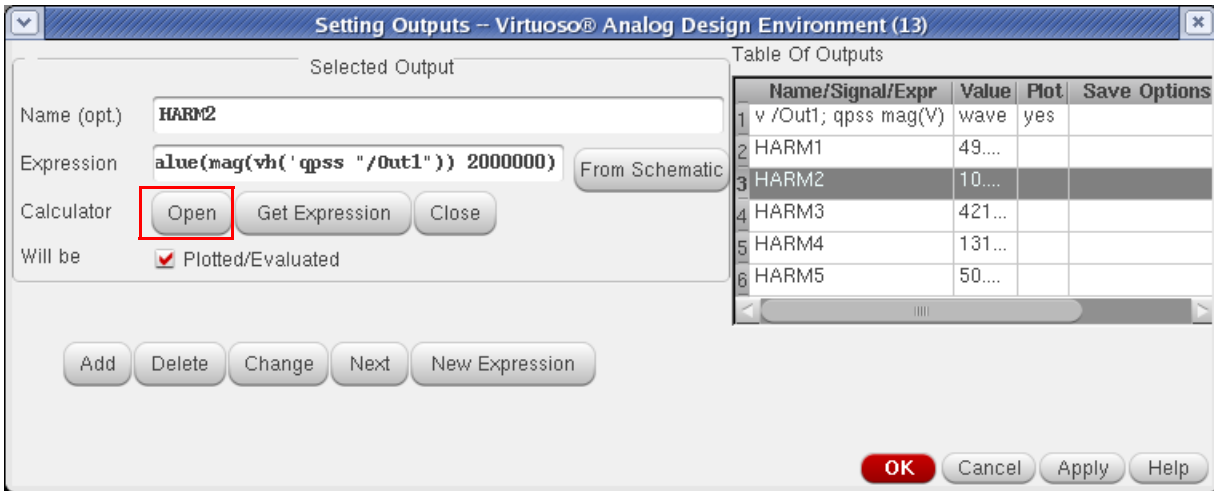 Setting Outputs -- Virtuoso® Analog Design Environment (13)
Selected Output
Name (opt.) HARM2
Expression alue(mag(vh('qpss "/Out1")) 2000000) From Schematic
Calculator Open Get Expression Close
Will be Plotted/Evaluated
Add Delete Change Next New Expression
Table Of Outputs
Name/Signal/Expr Value Plot Save Options
1 v /Out1; qpss mag(V) wave yes
2 HARM1 49....
3 HARM2 10....
4 HARM3 421...
5 HARM4 131...
6 HARM5 50....
OK Cancel Apply Help